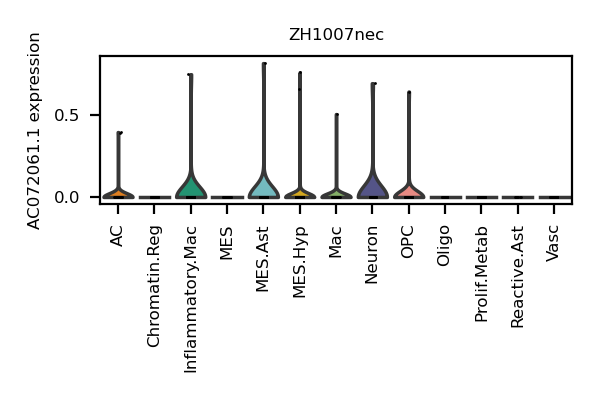 ZH1007nec
AC072061.1 expression
0.5
0.0
AC
Chromatin.Reg
Inflammatory.Mac
MES
MES.Ast
MES.Hyp
Mac
Neuron
OPC
Oligo
Prolif.Metab
Reactive.Ast
Vasc